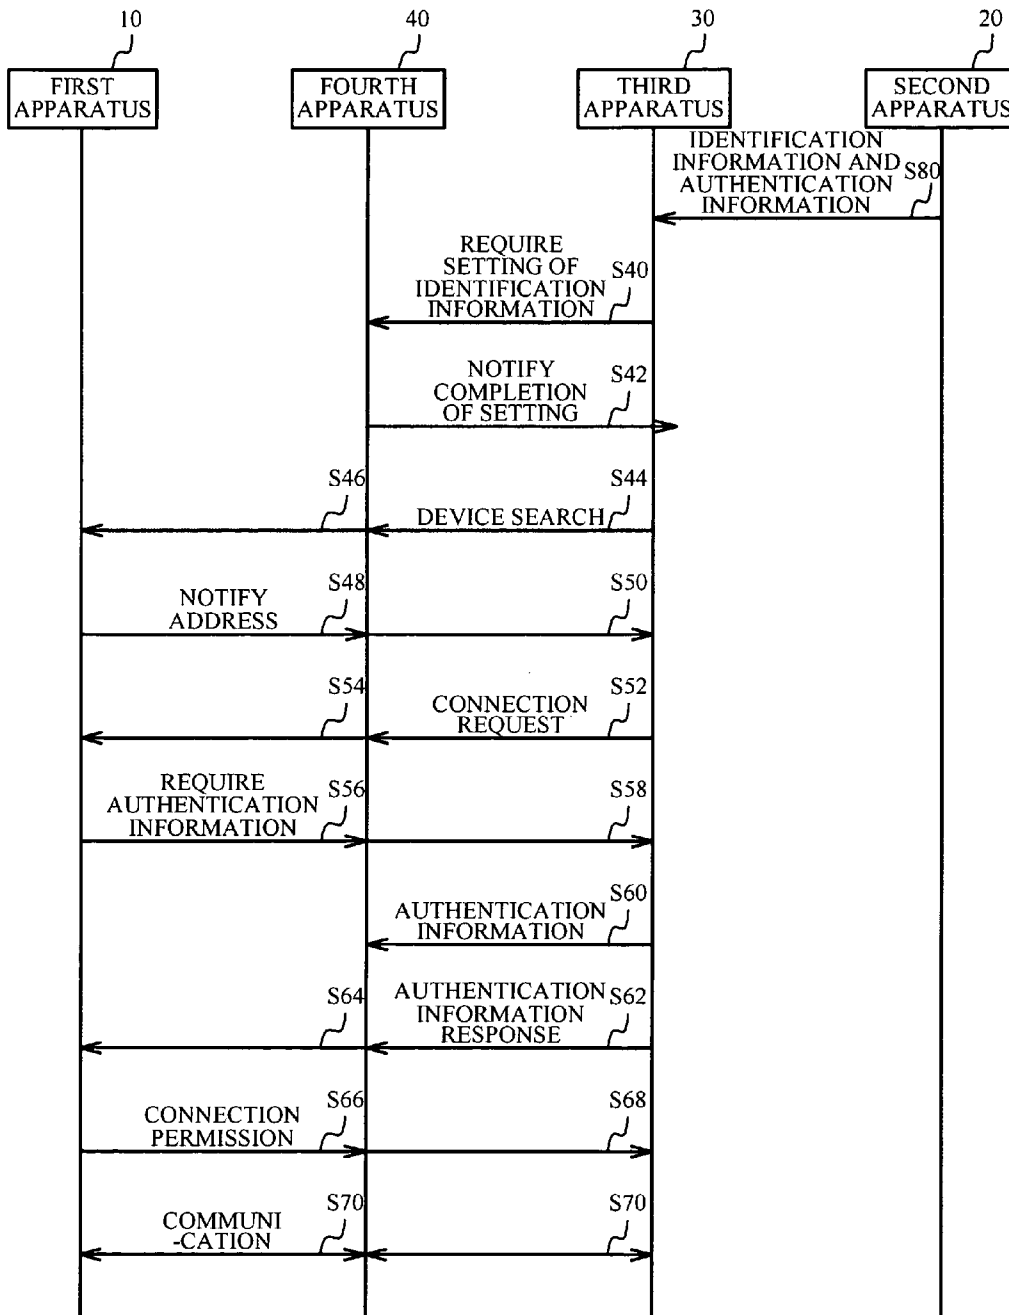 10
40
30
20
FIRST
APPARATUS
FOURTH
APPARATUS
THIRD
APPARATUS
SECOND
APPARATUS
IDENTIFICATION
INFORMATION AND
AUTHENTICATION
INFORMATION
S80
REQUIRE
SETTING OF
IDENTIFICATION
INFORMATION
S40
NOTIFY
COMPLETION
OF SETTING
S42
S46
DEVICE SEARCH
S44
NOTIFY
ADDRESS
S48
S50
S54
CONNECTION
REQUEST
S52
REQUIRE
AUTHENTICATION
INFORMATION
S56
S58
AUTHENTICATION
INFORMATION
S60
S64
AUTHENTICATION
INFORMATION
RESPONSE
S62
CONNECTION
PERMISSION
S66
S68
COMMUNI
-CATION
S70
S70